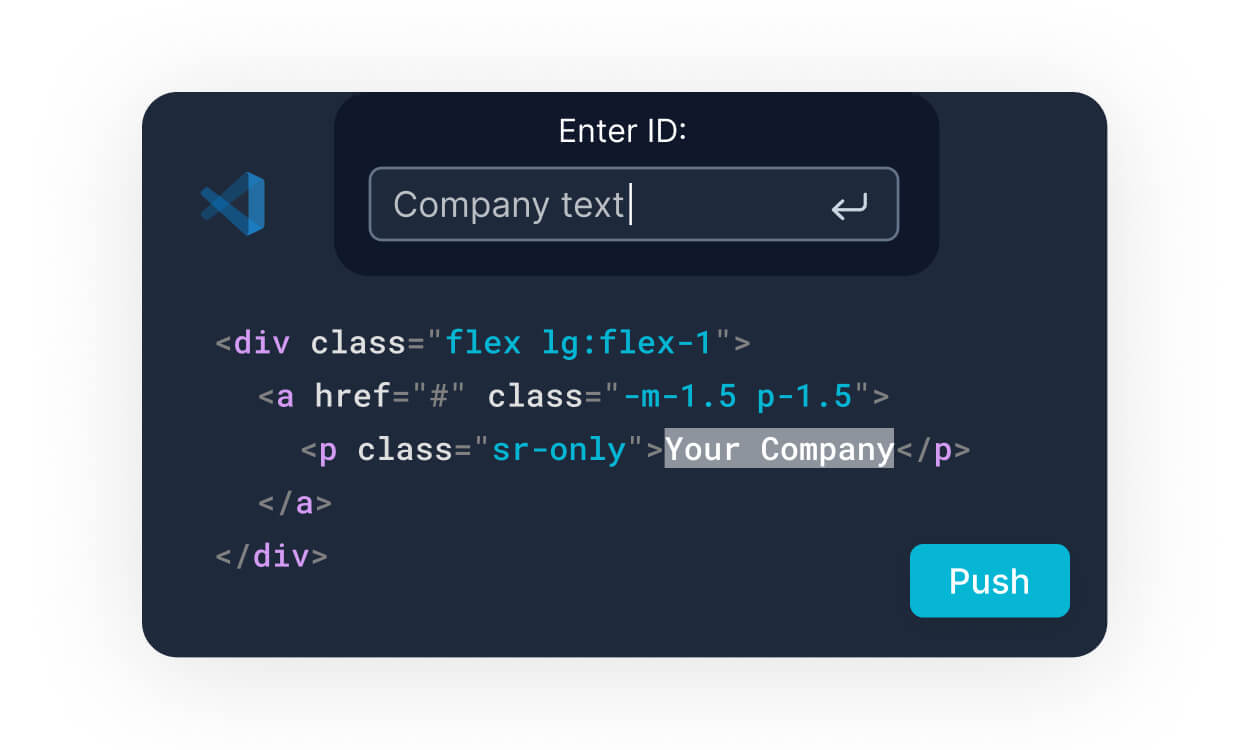 Enter ID:
Company text
<div class="flex lg:flex-1">
<a href="#" class="-m-1.5 p-1.5">
<p class="sr-only">Your Company</p>
</a>
</div>
Push